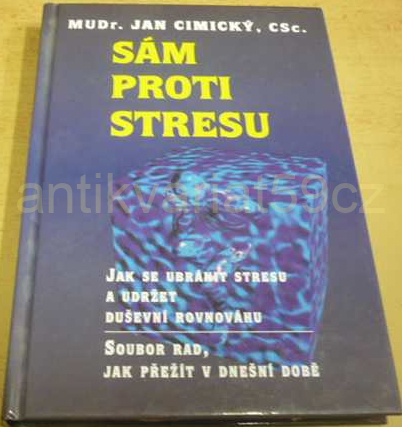 MUDr. JAN CIMICKÝ, CSc.
SÁM
PROTI
STRESU
antikvariat59cz
JAK SE UBRÁNIT STRESU
A UDRŽET
DUŠEVNÍ ROVNOVÁHU
SOUBOR RAD,
JAK PŘEŽÍT V DNEŠNÍ DOBĚ